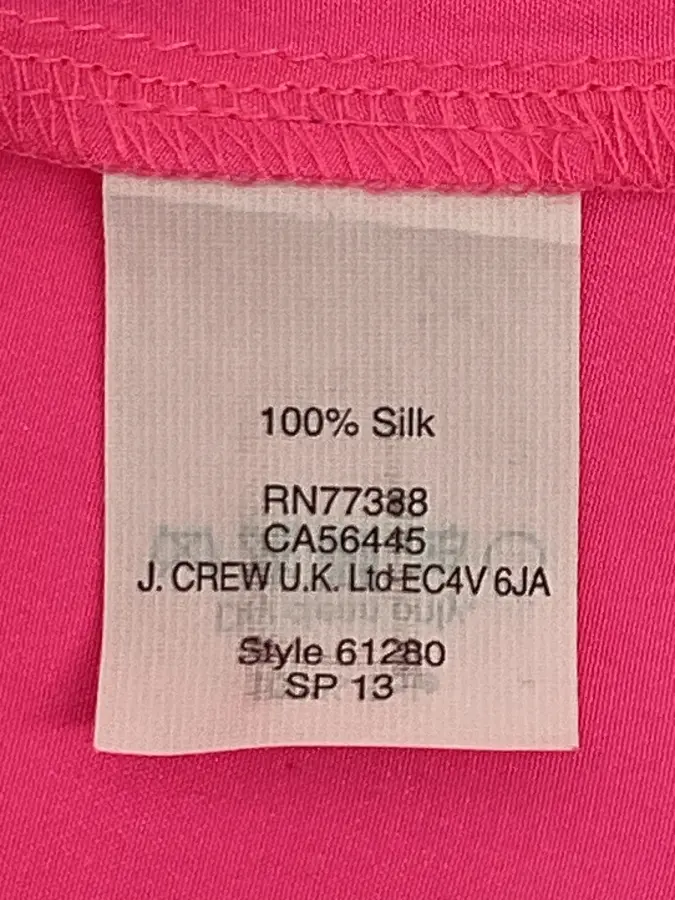 100% Silk
RN77388
CA56445
J. CREW U.K. Ltd EC4V 6JA
Style 61280
SP 13